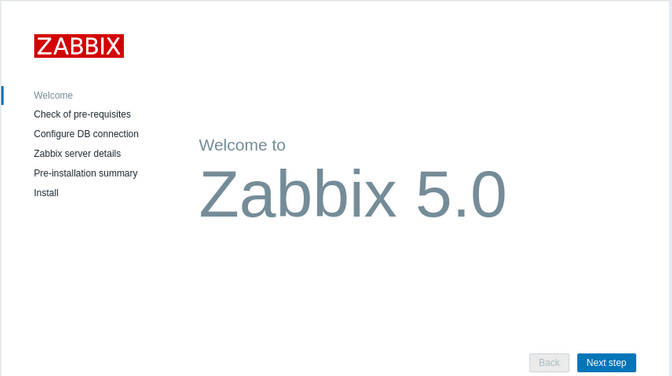 ZABBIX
Welcome
Check of pre-requisites
Configure DB connection
Zabbix server details
Pre-installation summary
Install
Welcome to
Zabbix 5.0
Back
Next step